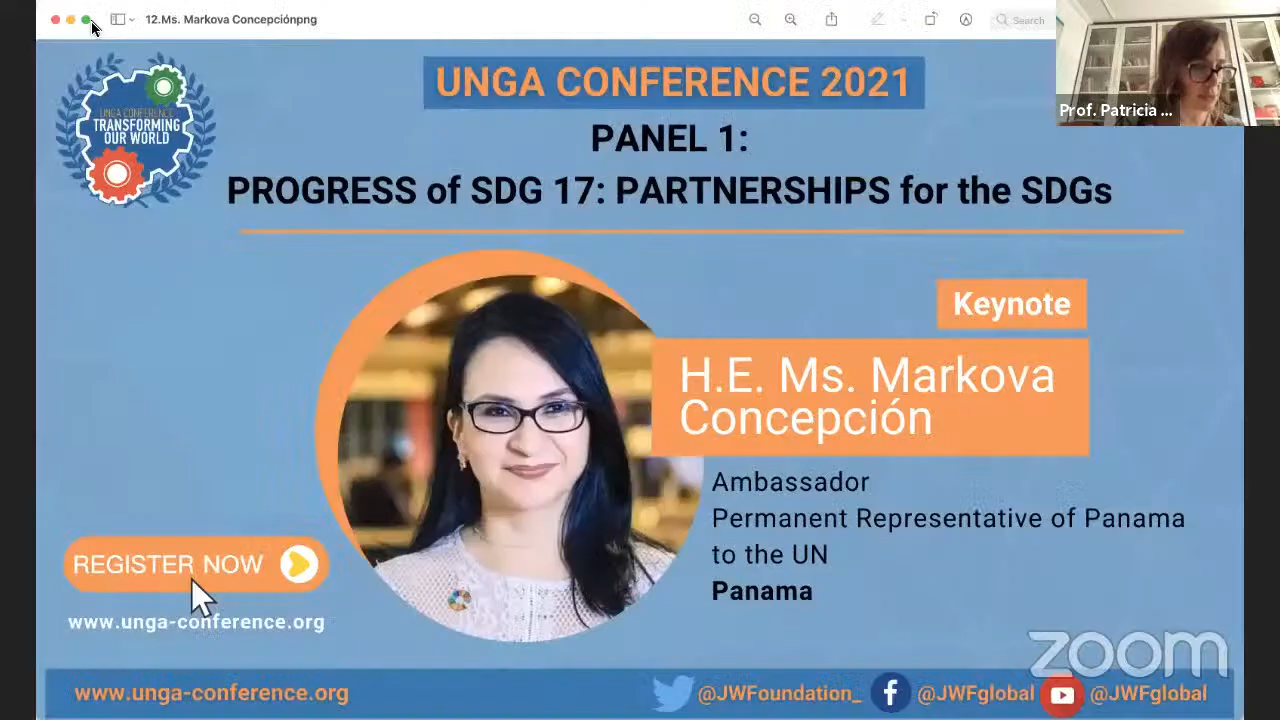 12.Ms. Markova Concepciónpng
Search
Prof. Patricia ...
UNGA CONFERENCE
TRANSFORMING
OUR WORLD
UNGA CONFERENCE 2021
PANEL 1:
PROGRESS of SDG 17: PARTNERSHIPS for the SDGs
Keynote
H.E. Ms. Markova
Concepción
Ambassador
Permanent Representative of Panama
to the UN
Panama
REGISTER NOW
www.unga-conference.org
zoom
www.unga-conference.org
@JWFoundation_
@JWFglobal
@JWFglobal